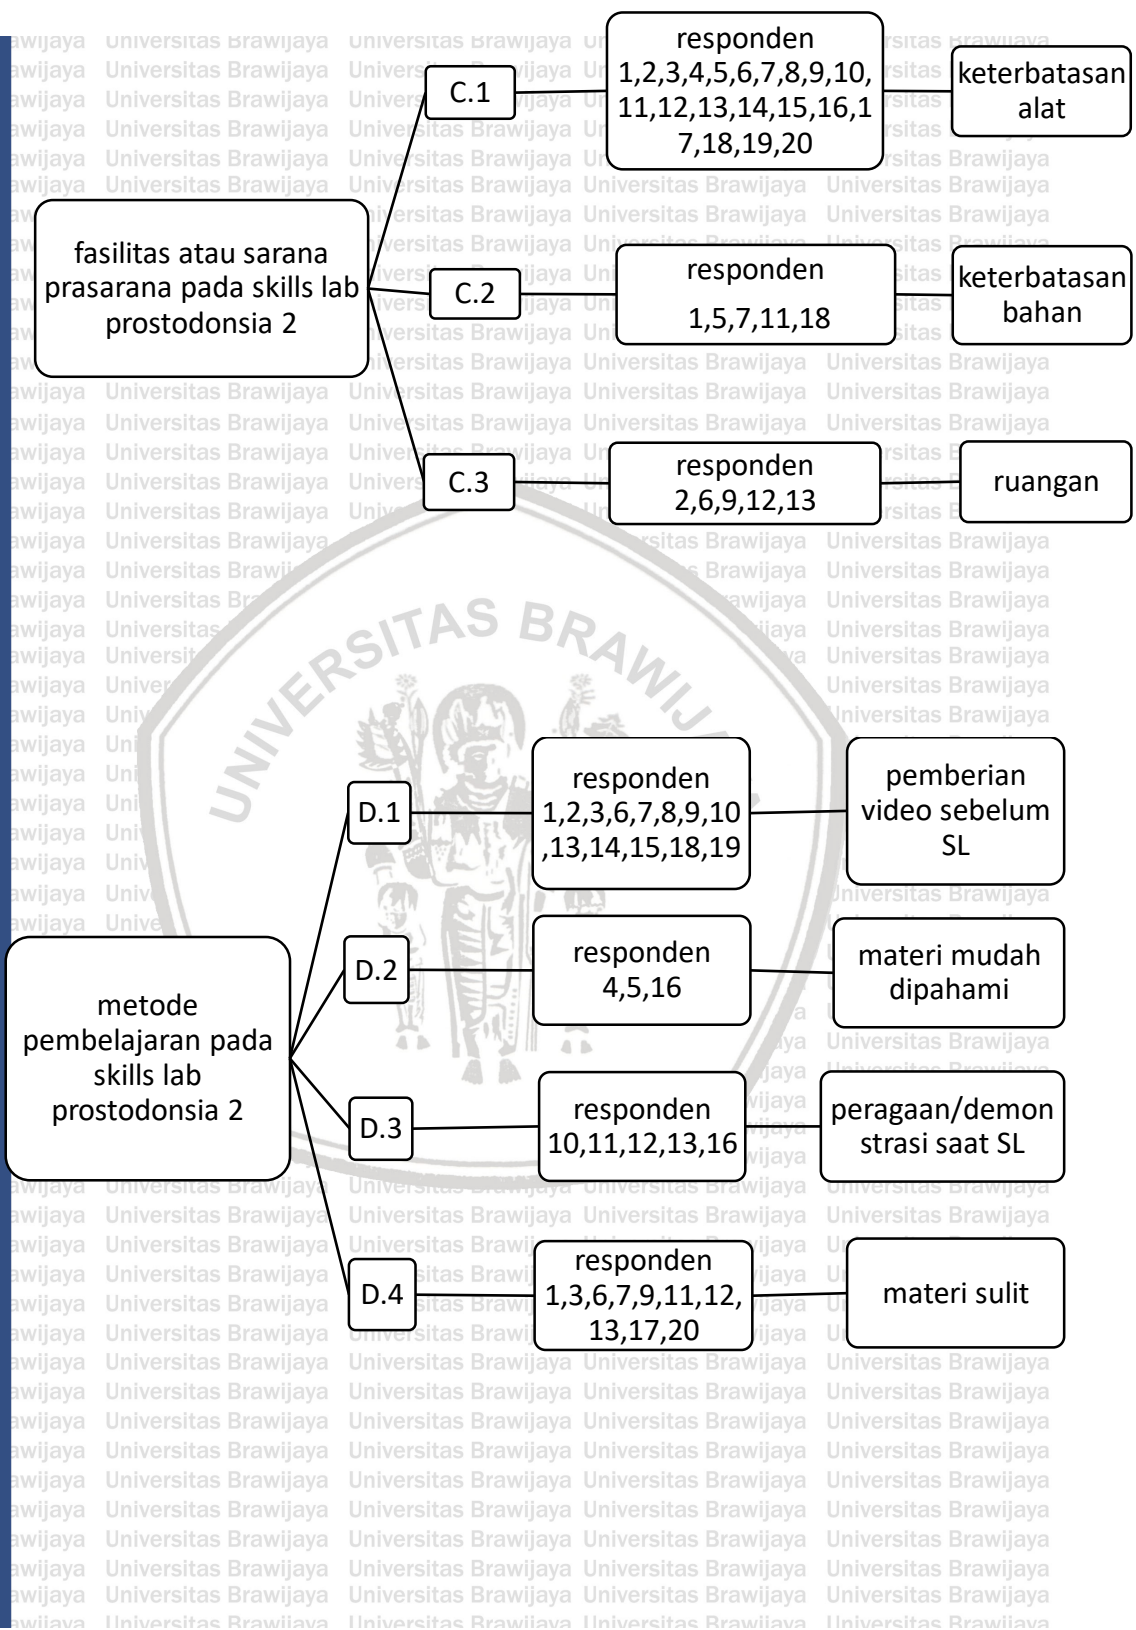 responden
1,2,3,4,5,6,7,8,9,10,
11,12,13,14,15,16,1
7,18,19,20
C.1
keterbatasan
alat
fasilitas atau sarana
prasarana pada skills lab
prostodonsia 2
C.2
responden
1,5,7,11,18
keterbatasan
bahan
C.3
responden
2,6,9,12,13
ruangan
UNIVERSITAS BRAWIJAYA
D.1
responden
1,2,3,6,7,8,9,10
,13,14,15,18,19
pemberian
video sebelum
SL
metode
pembelajaran pada
skills lab
prostodonsia 2
D.2
responden
4,5,16
materi mudah
dipahami
D.3
responden
10,11,12,13,16
peragaan/demon
strasi saat SL
D.4
responden
1,3,6,7,9,11,12,
13,17,20
materi sulit